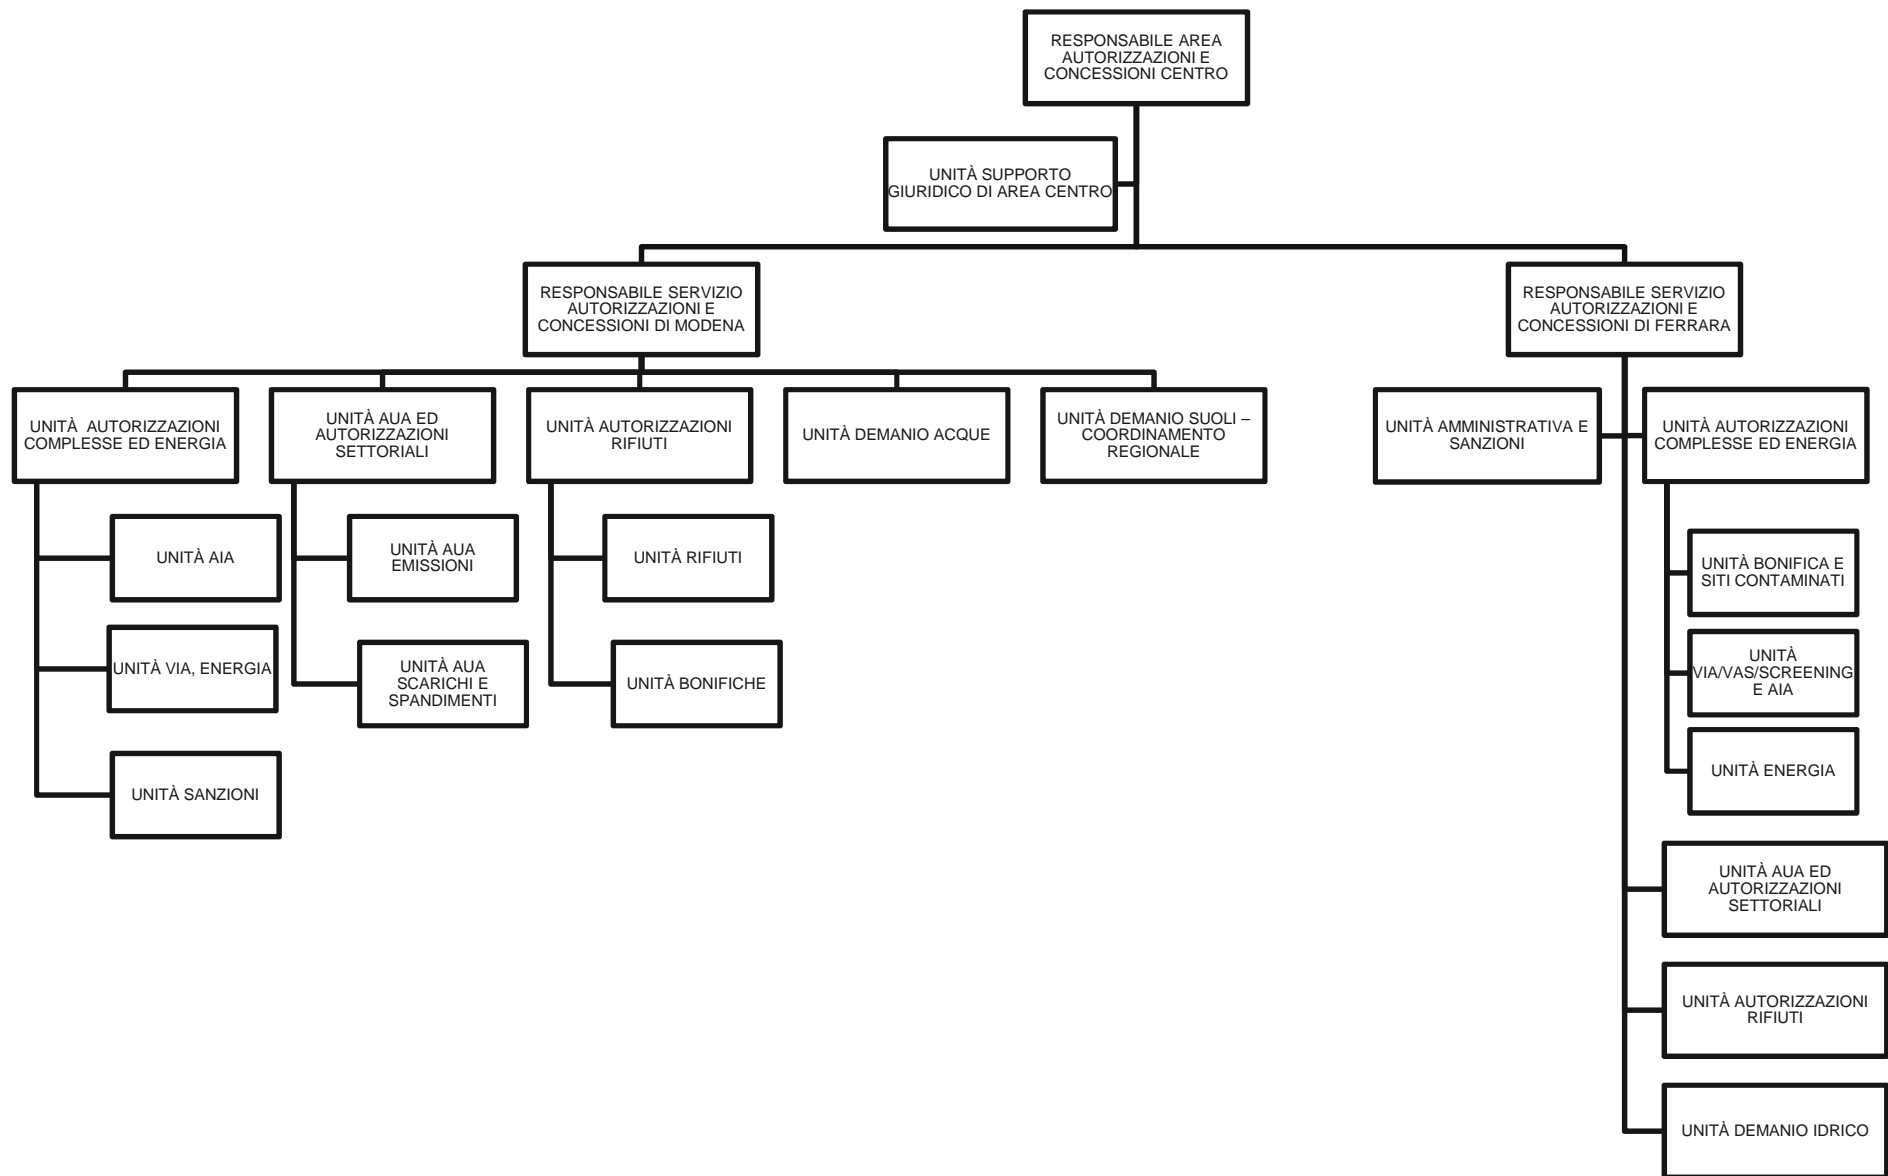 RESPONSABILE AREA
AUTORIZZAZIONI E
CONCESSIONI CENTRO
UNITÀ SUPPORTO
GIURIDICO DI AREA CENTRO
RESPONSABILE SERVIZIO
AUTORIZZAZIONI E
CONCESSIONI DI MODENA
RESPONSABILE SERVIZIO
AUTORIZZAZIONI E
CONCESSIONI DI FERRARA
UNITÀ AUTORIZZAZIONI
COMPLESSE ED ENERGIA
UNITÀ AUA ED
AUTORIZZAZIONI
SETTORIALI
UNITÀ AUTORIZZAZIONI
RIFIUTI
UNITÀ DEMANIO ACQUE
UNITÀ DEMANIO SUOLI –
COORDINAMENTO
REGIONALE
UNITÀ AMMINISTRATIVA E
SANZIONI
UNITÀ AUTORIZZAZIONI
COMPLESSE ED ENERGIA
UNITÀ AIA
UNITÀ AUA
EMISSIONI
UNITÀ RIFIUTI
UNITÀ BONIFICA E
SITI CONTAMINATI
UNITÀ VIA, ENERGIA
UNITÀ AUA
SCARICHI E
SPANDIMENTI
UNITÀ BONIFICHE
UNITÀ
VIA/VAS/SCREENING
E AIA
UNITÀ SANZIONI
UNITÀ ENERGIA
UNITÀ AUA ED
AUTORIZZAZIONI
SETTORIALI
UNITÀ AUTORIZZAZIONI
RIFIUTI
UNITÀ DEMANIO IDRICO